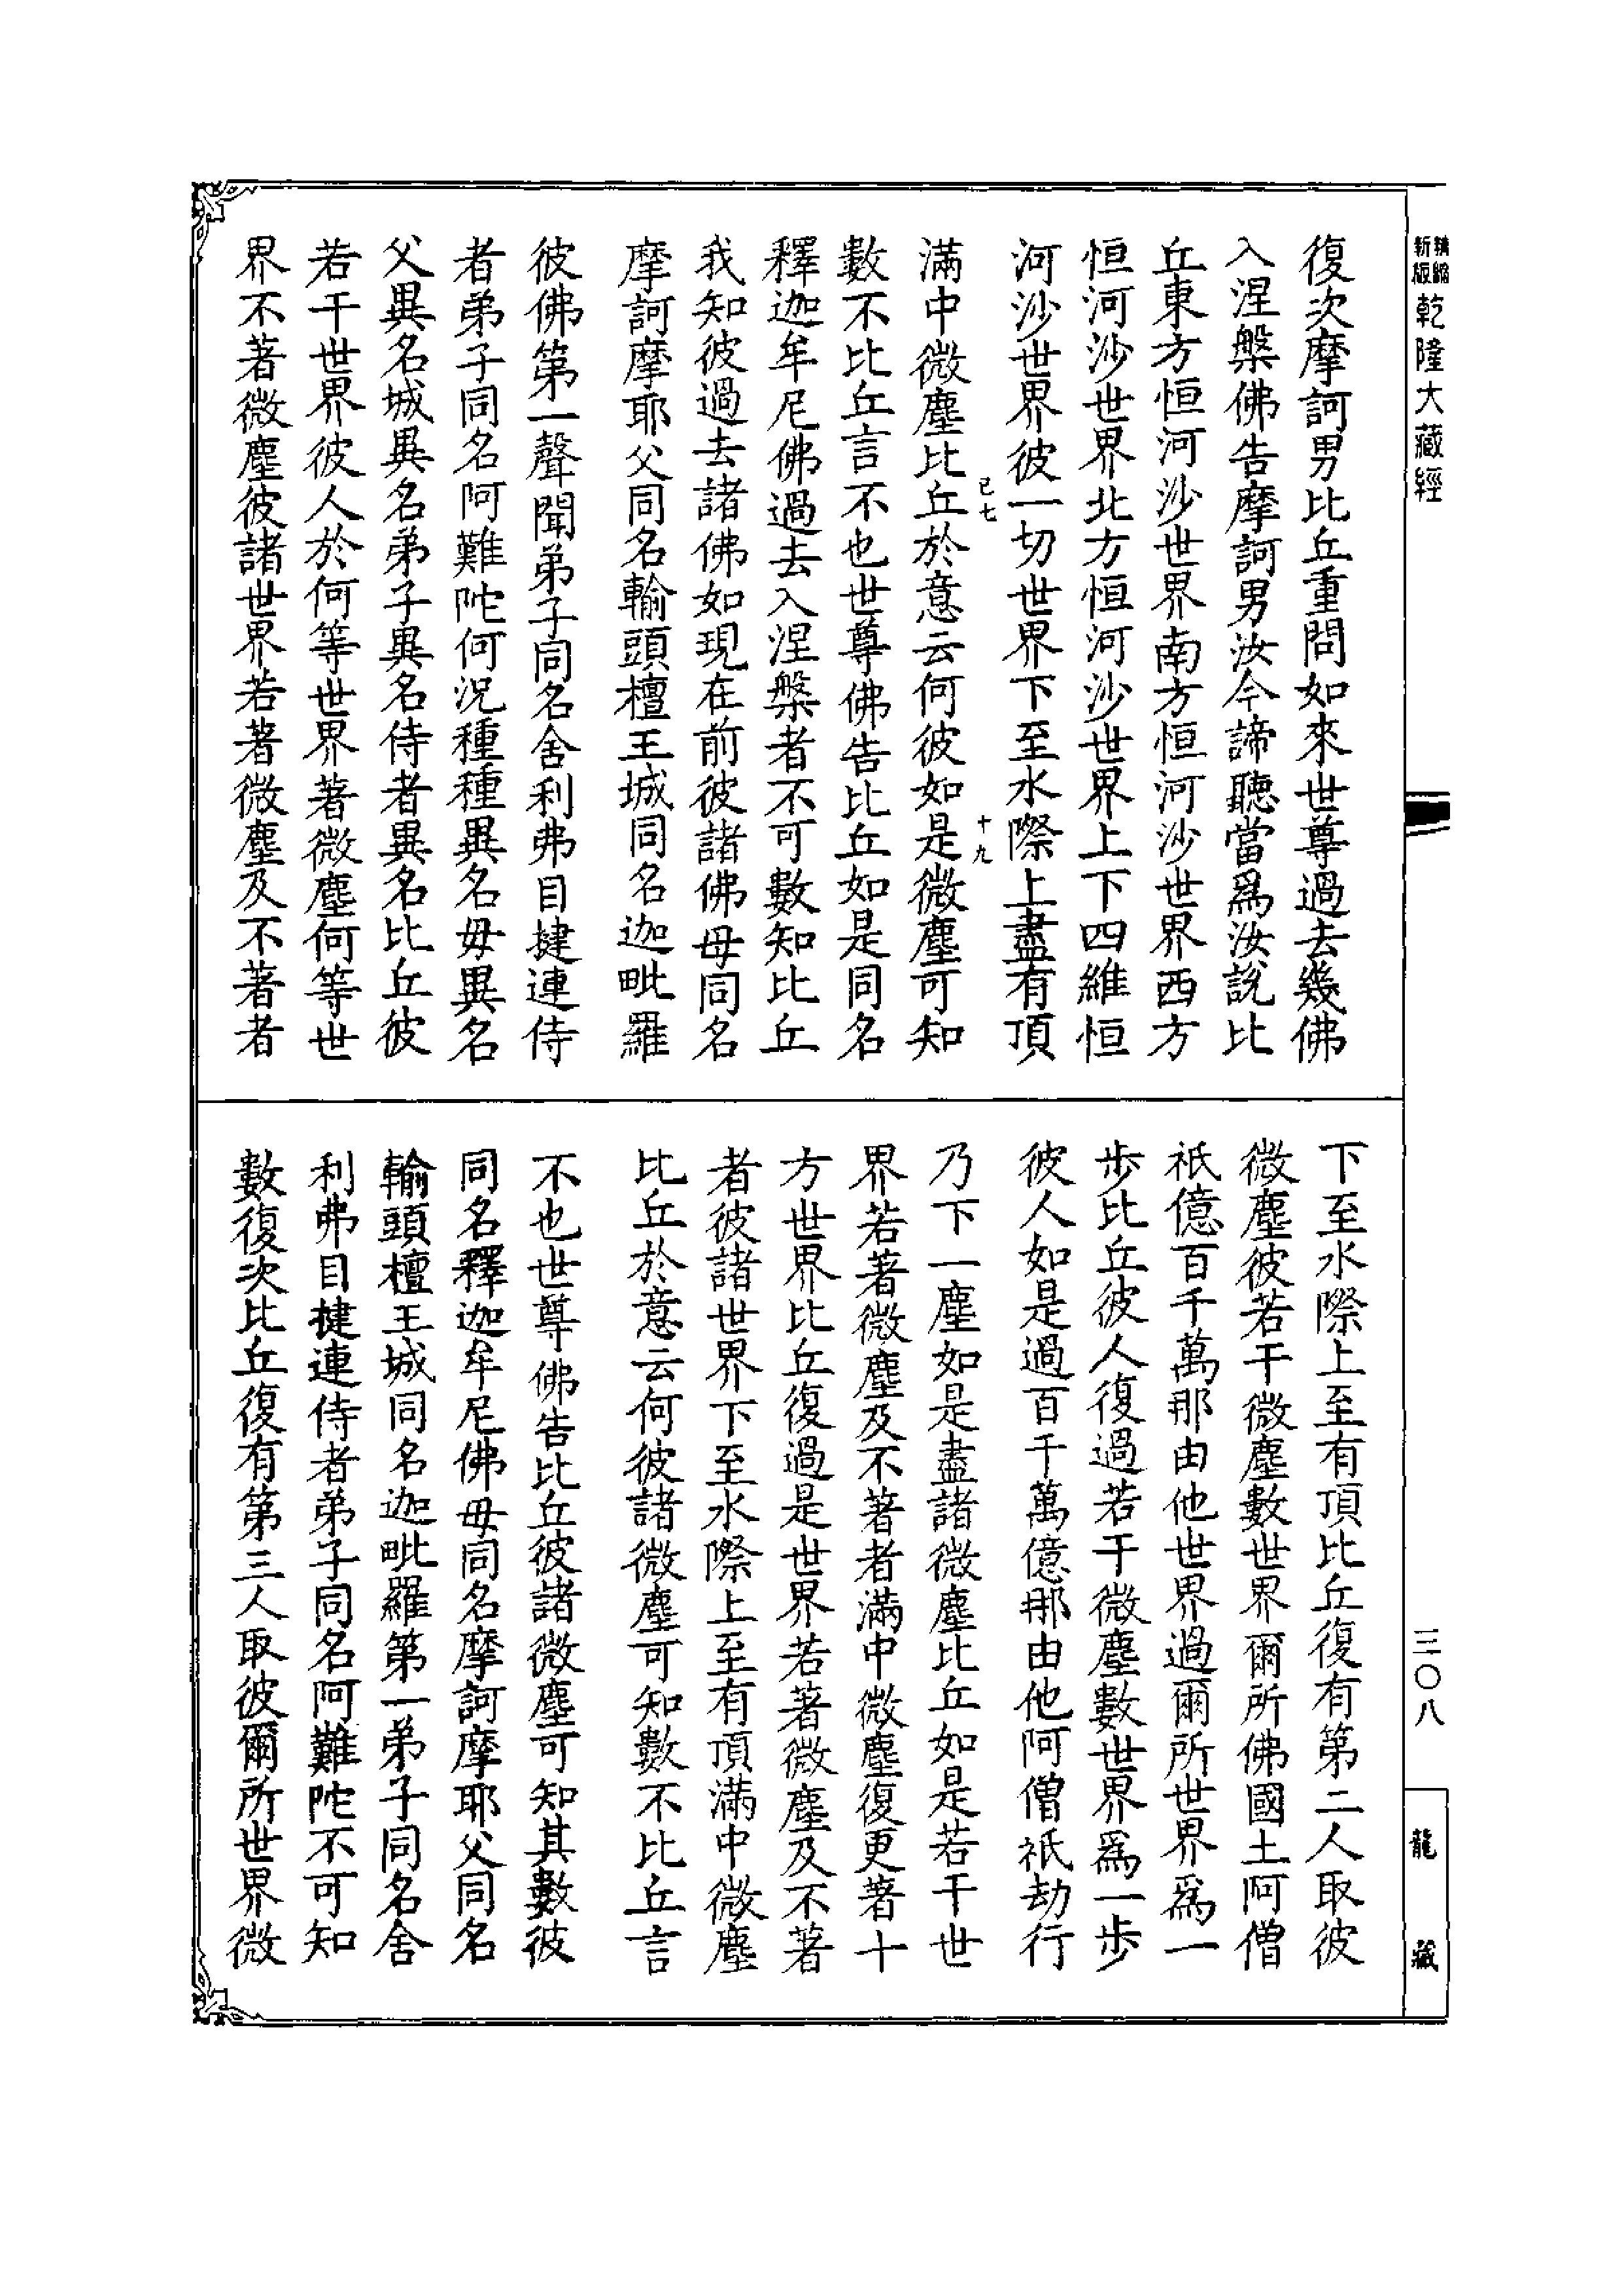 新版精縮乾隆大藏經
復次摩訶男比丘重問如來世尊過去幾佛
入涅槃佛告摩訶男汝今諦聽當爲汝說比
丘東方恒河沙世界南方恒河沙世界西方
恒河沙世界北方恒河沙世界上下四維恒
河沙世界彼一切世界下至水際上盡有頂
己七
十九
滿中微塵比丘於意云何彼如是微塵可知
數不比丘言不也世尊佛告比丘如是同名
釋迦牟尼佛過去入涅槃者不可數知比丘
我知彼過去諸佛如現在前彼諸佛母同名
摩訶摩耶父同名輸頭檀王城同名迦毗羅
彼佛第一聲聞弟子同名舍利弗目揵連侍
者弟子同名阿難陀何況種種異名母異名
父異名城異名弟子異名侍者異名比丘彼
若干世界彼人於何等世界著微塵何等世
界不著微塵彼諸世界若著微塵及不著者
下至水際上至有頂比丘復有第二人取彼
微塵彼若干微塵數世界爾所佛國土阿僧
祇億百千萬那由他世界過爾所世界爲一
步比丘彼人復過若干微塵數世界爲一步
彼人如是過百千萬億那由他阿僧祇劫行
乃下一塵如是盡諸微塵比丘如是若干世
界若著微塵及不著者滿中微塵復更著十
方世界比丘復過是世界若著微塵及不著
者彼諸世界下至水際上至有頂滿中微塵
比丘於意云何彼諸微塵可知數不比丘言
不也世尊佛告比丘彼諸微塵可知其數彼
同名釋迦牟尼佛母同名摩訶摩耶父同名
輸頭檀王城同名迦毗羅第一弟子同名舍
利弗目揵連侍者弟子同名阿難陀不可知
數復次比丘復有第三人取彼爾所世界微
三〇八
龍藏